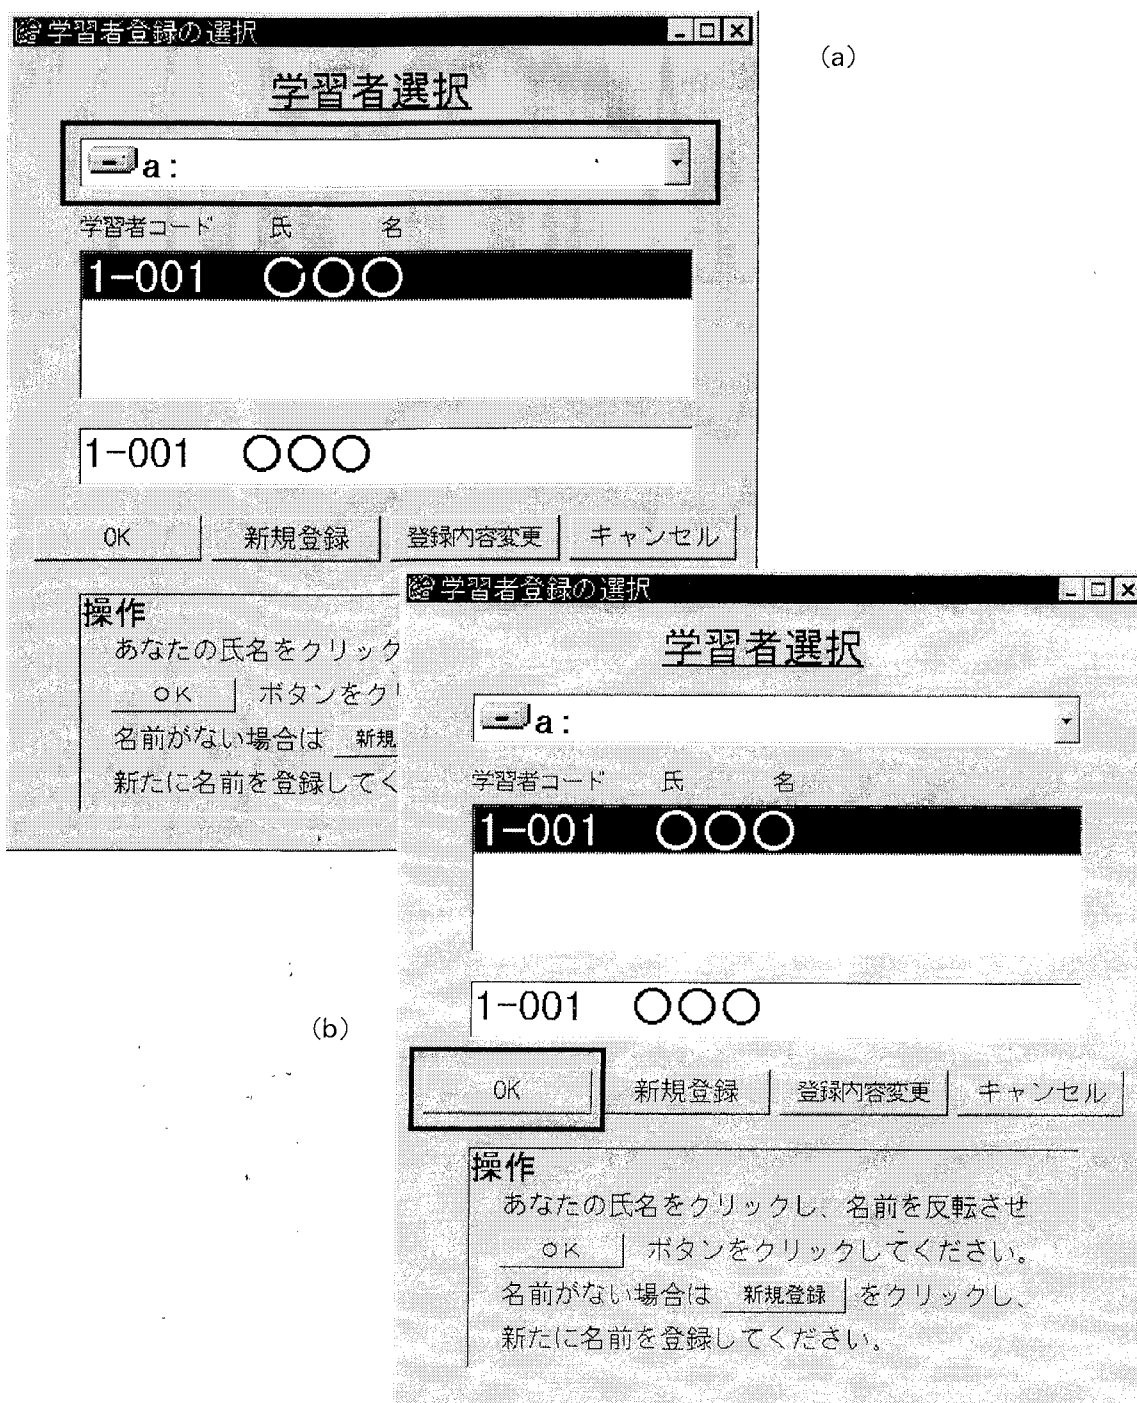 学習者登録の選択
(a)
学習者選択
a:
学習者コード 氏 名
1-001 ○○○
1-001 ○○○
OK 新規登録 登録内容変更 キャンセル
操作
あなたの氏名をクリック
OK ボタンをク
名前がない場合は 新規
新たに名前を登録してく
学習者登録の選択
学習者選択
a:
学習者コード 氏 名
1-001 ○○○
1-001 ○○○
(b)
OK 新規登録 登録内容変更 キャンセル
操作
あなたの氏名をクリックし、名前を反転させ
OK ボタンをクリックしてください。
名前がない場合は 新規登録 をクリックし、
新たに名前を登録してください。